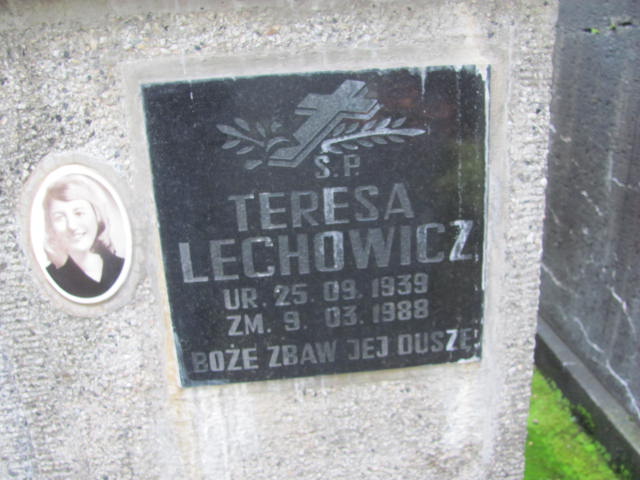 Ś.P.
TERESA
LECHOWICZ
UR. 25. 09. 1939
ZM. 9. 03. 1988
BOŻE ZBAW JEJ DUSZĘ!